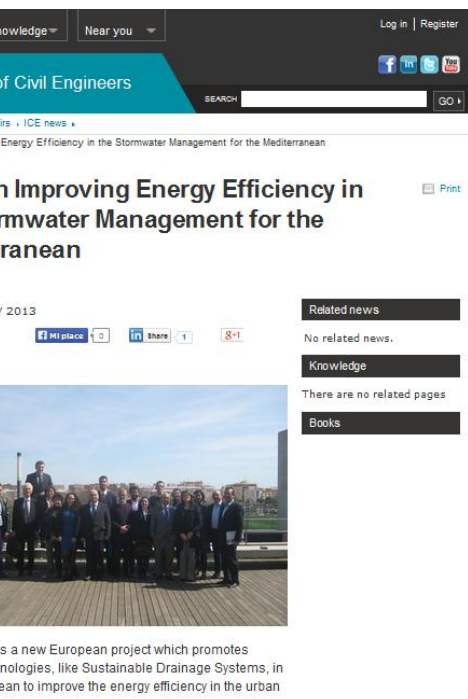 nowledge Near you Log in | Register
of Civil Engineers
SEARCH GO
irs ICE news
Energy Efficiency in the Stormwater Management for the Mediterranean
n Improving Energy Efficiency in
rmwater Management for the
rranean
Print
/ 2013
Mi piace 0 in Share 1 g+1
Related news
No related news.
Knowledge
There are no related pages
Books
s a new European project which promotes
nologies, like Sustainable Drainage Systems, in
ean to improve the energy efficiency in the urban